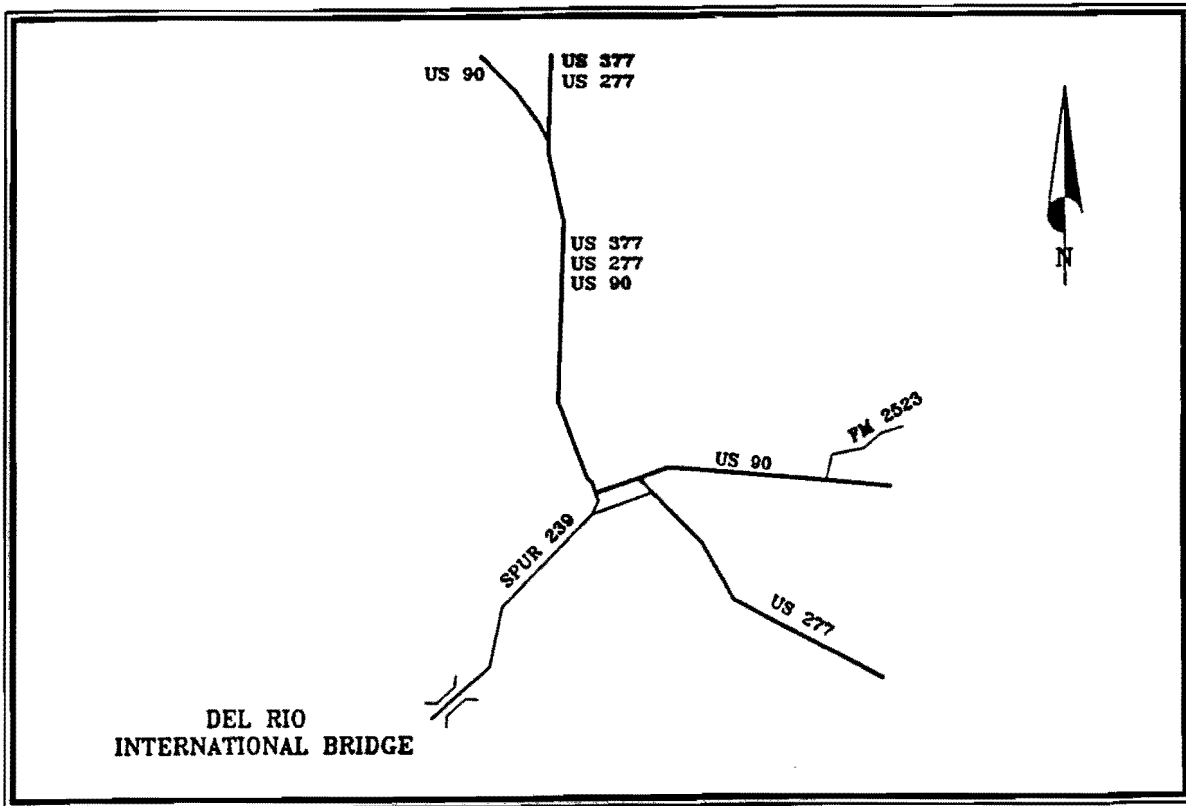 US 90
US 377
US 277
US 377
US 277
US 90
N
FM 2523
US 90
SPUR 239
US 277
DEL RIO
INTERNATIONAL BRIDGE